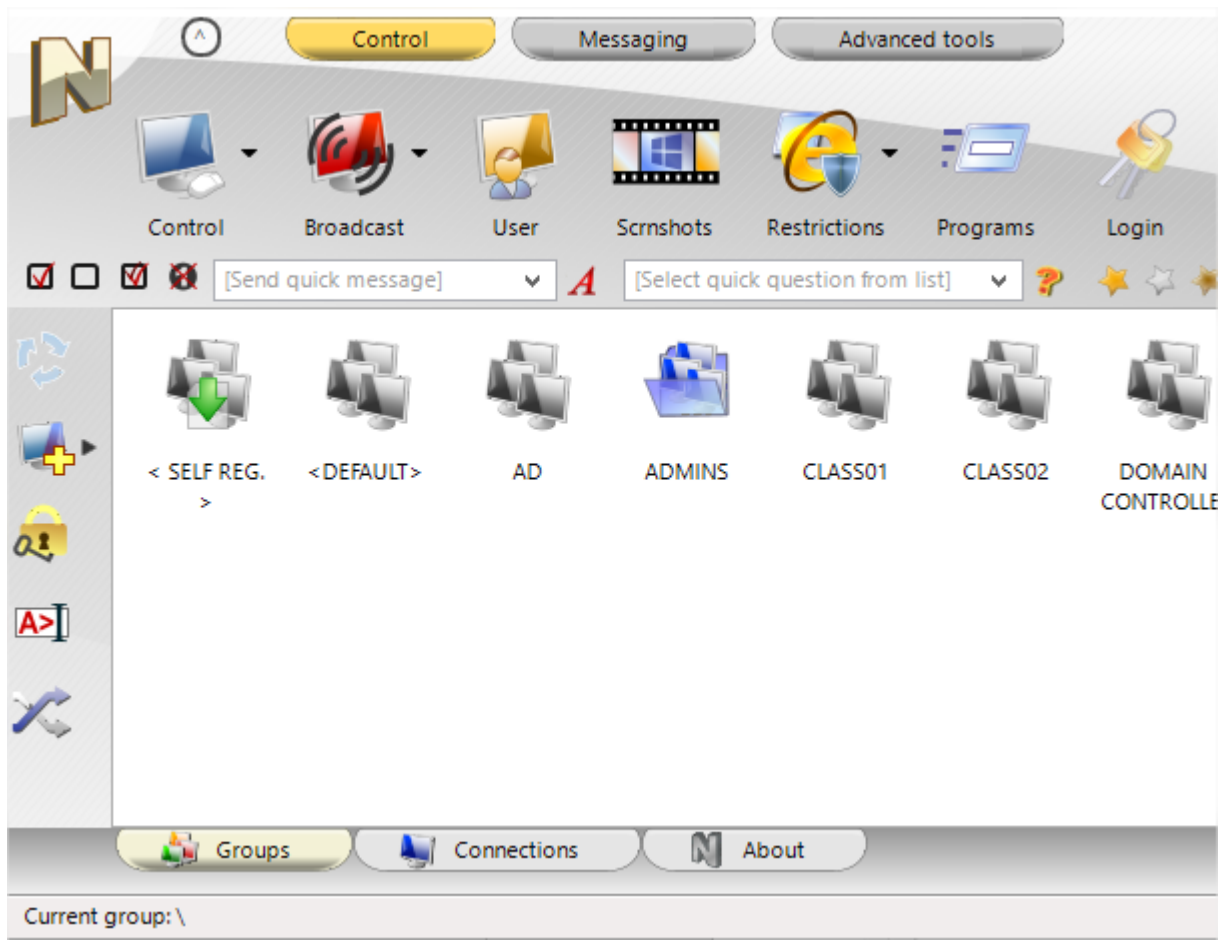 Control Messaging Advanced tools
Control Broadcast User Scrnshots Restrictions Programs Login
[Send quick message] A [Select quick question from list] ?
A>
< SELF REG. <DEFAULT> AD ADMINS CLASS01 CLASS02 DOMAIN
> CONTROLLE
Groups Connections N About
Current group: \